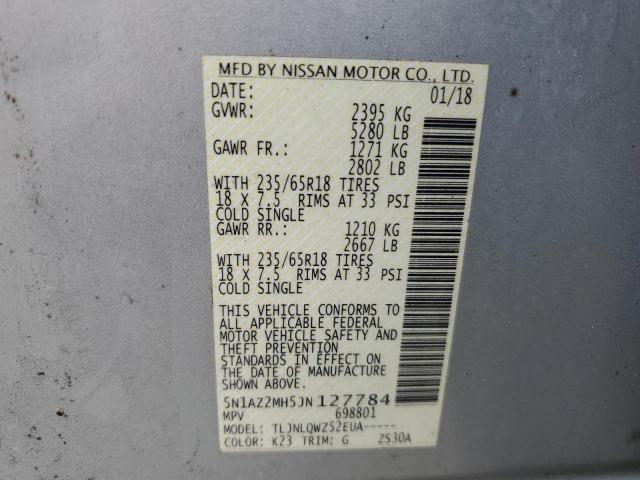 MFD BY NISSAN MOTOR CO., LTD.
DATE: 01/18
GVWR: 2395 KG
5280 LB
GAWR FR.: 1271 KG
2802 LB
WITH 235/65R18 TIRES
18 X 7.5 RIMS AT 33 PSI
COLD SINGLE
GAWR RR.: 1210 KG
2667 LB
WITH 235/65R18 TIRES
18 X 7.5 RIMS AT 33 PSI
COLD SINGLE
THIS VEHICLE CONFORMS TO
ALL APPLICABLE FEDERAL
MOTOR VEHICLE SAFETY AND
THEFT PREVENTION
STANDARDS IN EFFECT ON
THE DATE OF MANUFACTURE
SHOWN ABOVE.
5N1AZ2MH5JN127784
MPV 698801
MODEL: TLJNLQWZ52EUA-----
COLOR: K23 TRIM: G ZS30A